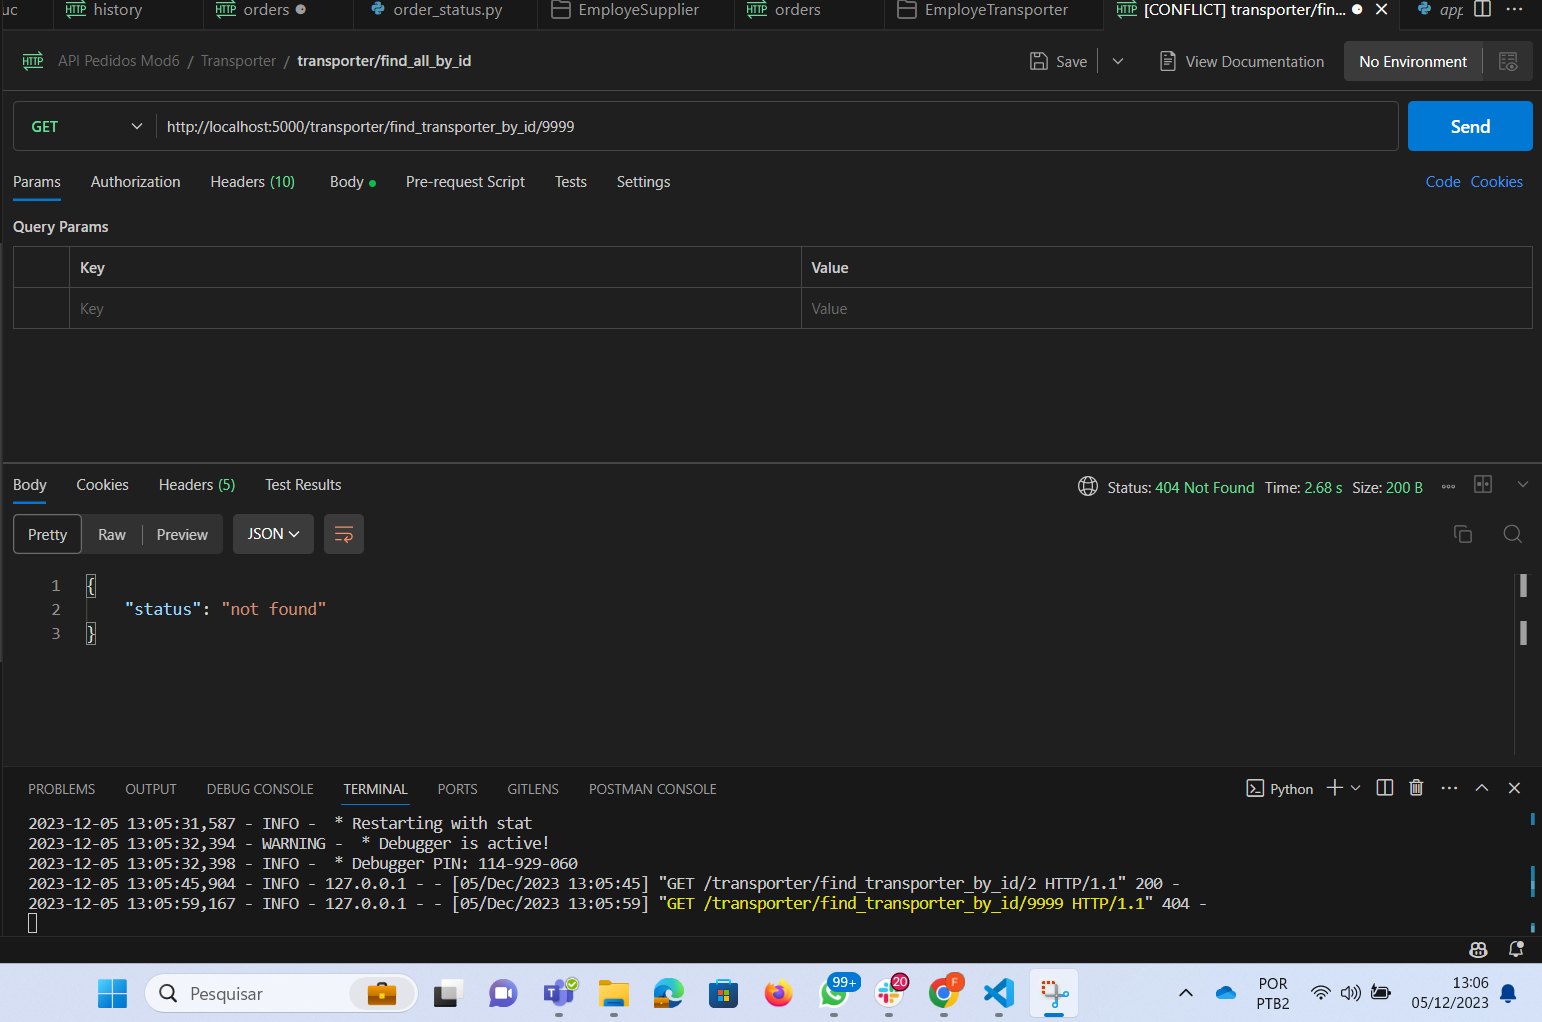 uc
HTTP history
HTTP orders
order_status.py
EmployeSupplier
HTTP orders
EmployeTransporter
HTTP [CONFLICT] transporter/fin...
app
HTTP API Pedidos Mod6 / Transporter / transporter/find_all_by_id
Save
View Documentation
No Environment
GET
http://localhost:5000/transporter/find_transporter_by_id/9999
Send
Params Authorization Headers (10) Body Pre-request Script Tests Settings
Code Cookies
Query Params
Key Value
Key Value
Body Cookies Headers (5) Test Results
Status: 404 Not Found Time: 2.68 s Size: 200 B
Pretty Raw Preview JSON
1 {
2 "status": "not found"
3 }
PROBLEMS OUTPUT DEBUG CONSOLE TERMINAL PORTS GITLENS POSTMAN CONSOLE
Python
2023-12-05 13:05:31,587 - INFO -  * Restarting with stat
2023-12-05 13:05:32,394 - WARNING -  * Debugger is active!
2023-12-05 13:05:32,398 - INFO -  * Debugger PIN: 114-929-060
2023-12-05 13:05:45,904 - INFO - 127.0.0.1 - - [05/Dec/2023 13:05:45] "GET /transporter/find_transporter_by_id/2 HTTP/1.1" 200 -
2023-12-05 13:05:59,167 - INFO - 127.0.0.1 - - [05/Dec/2023 13:05:59] "GET /transporter/find_transporter_by_id/9999 HTTP/1.1" 404 -
Pesquisar
T
99+
20
F
POR
PTB2
13:06
05/12/2023